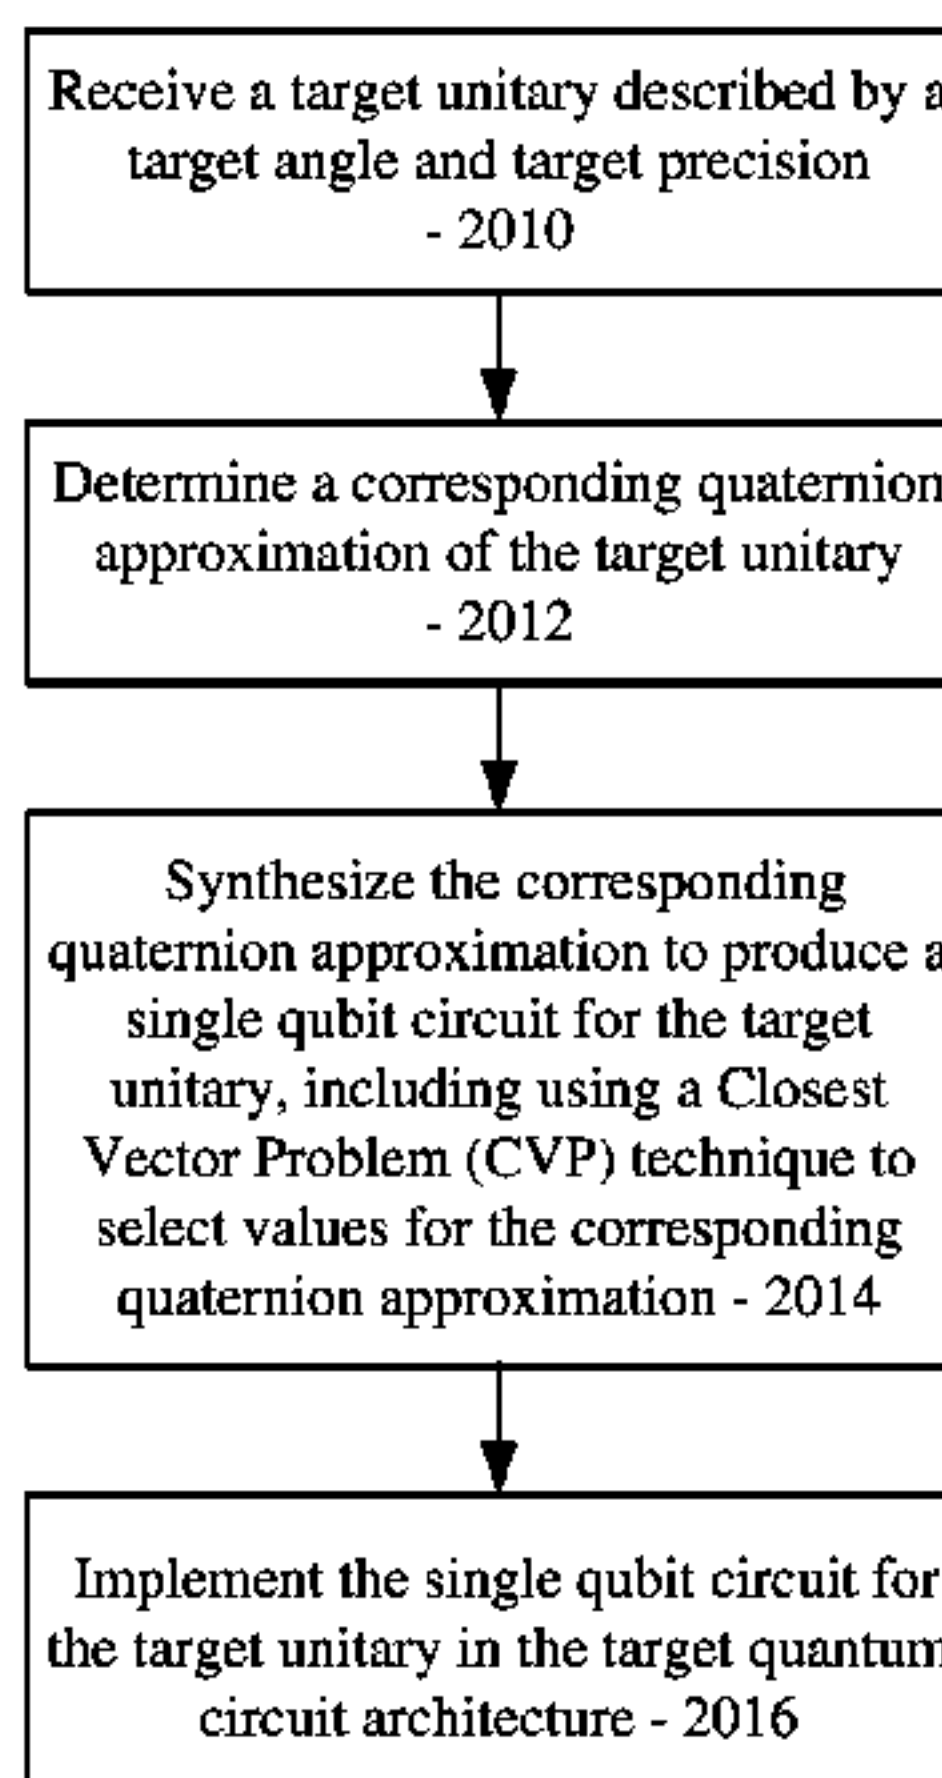 Receive a target unitary described by a
target angle and target precision
- 2010
Determine a corresponding quaternion
approximation of the target unitary
- 2012
Synthesize the corresponding
quaternion approximation to produce a
single qubit circuit for the target
unitary, including using a Closest
Vector Problem (CVP) technique to
select values for the corresponding
quaternion approximation - 2014
Implement the single qubit circuit for
the target unitary in the target quantum
circuit architecture - 2016